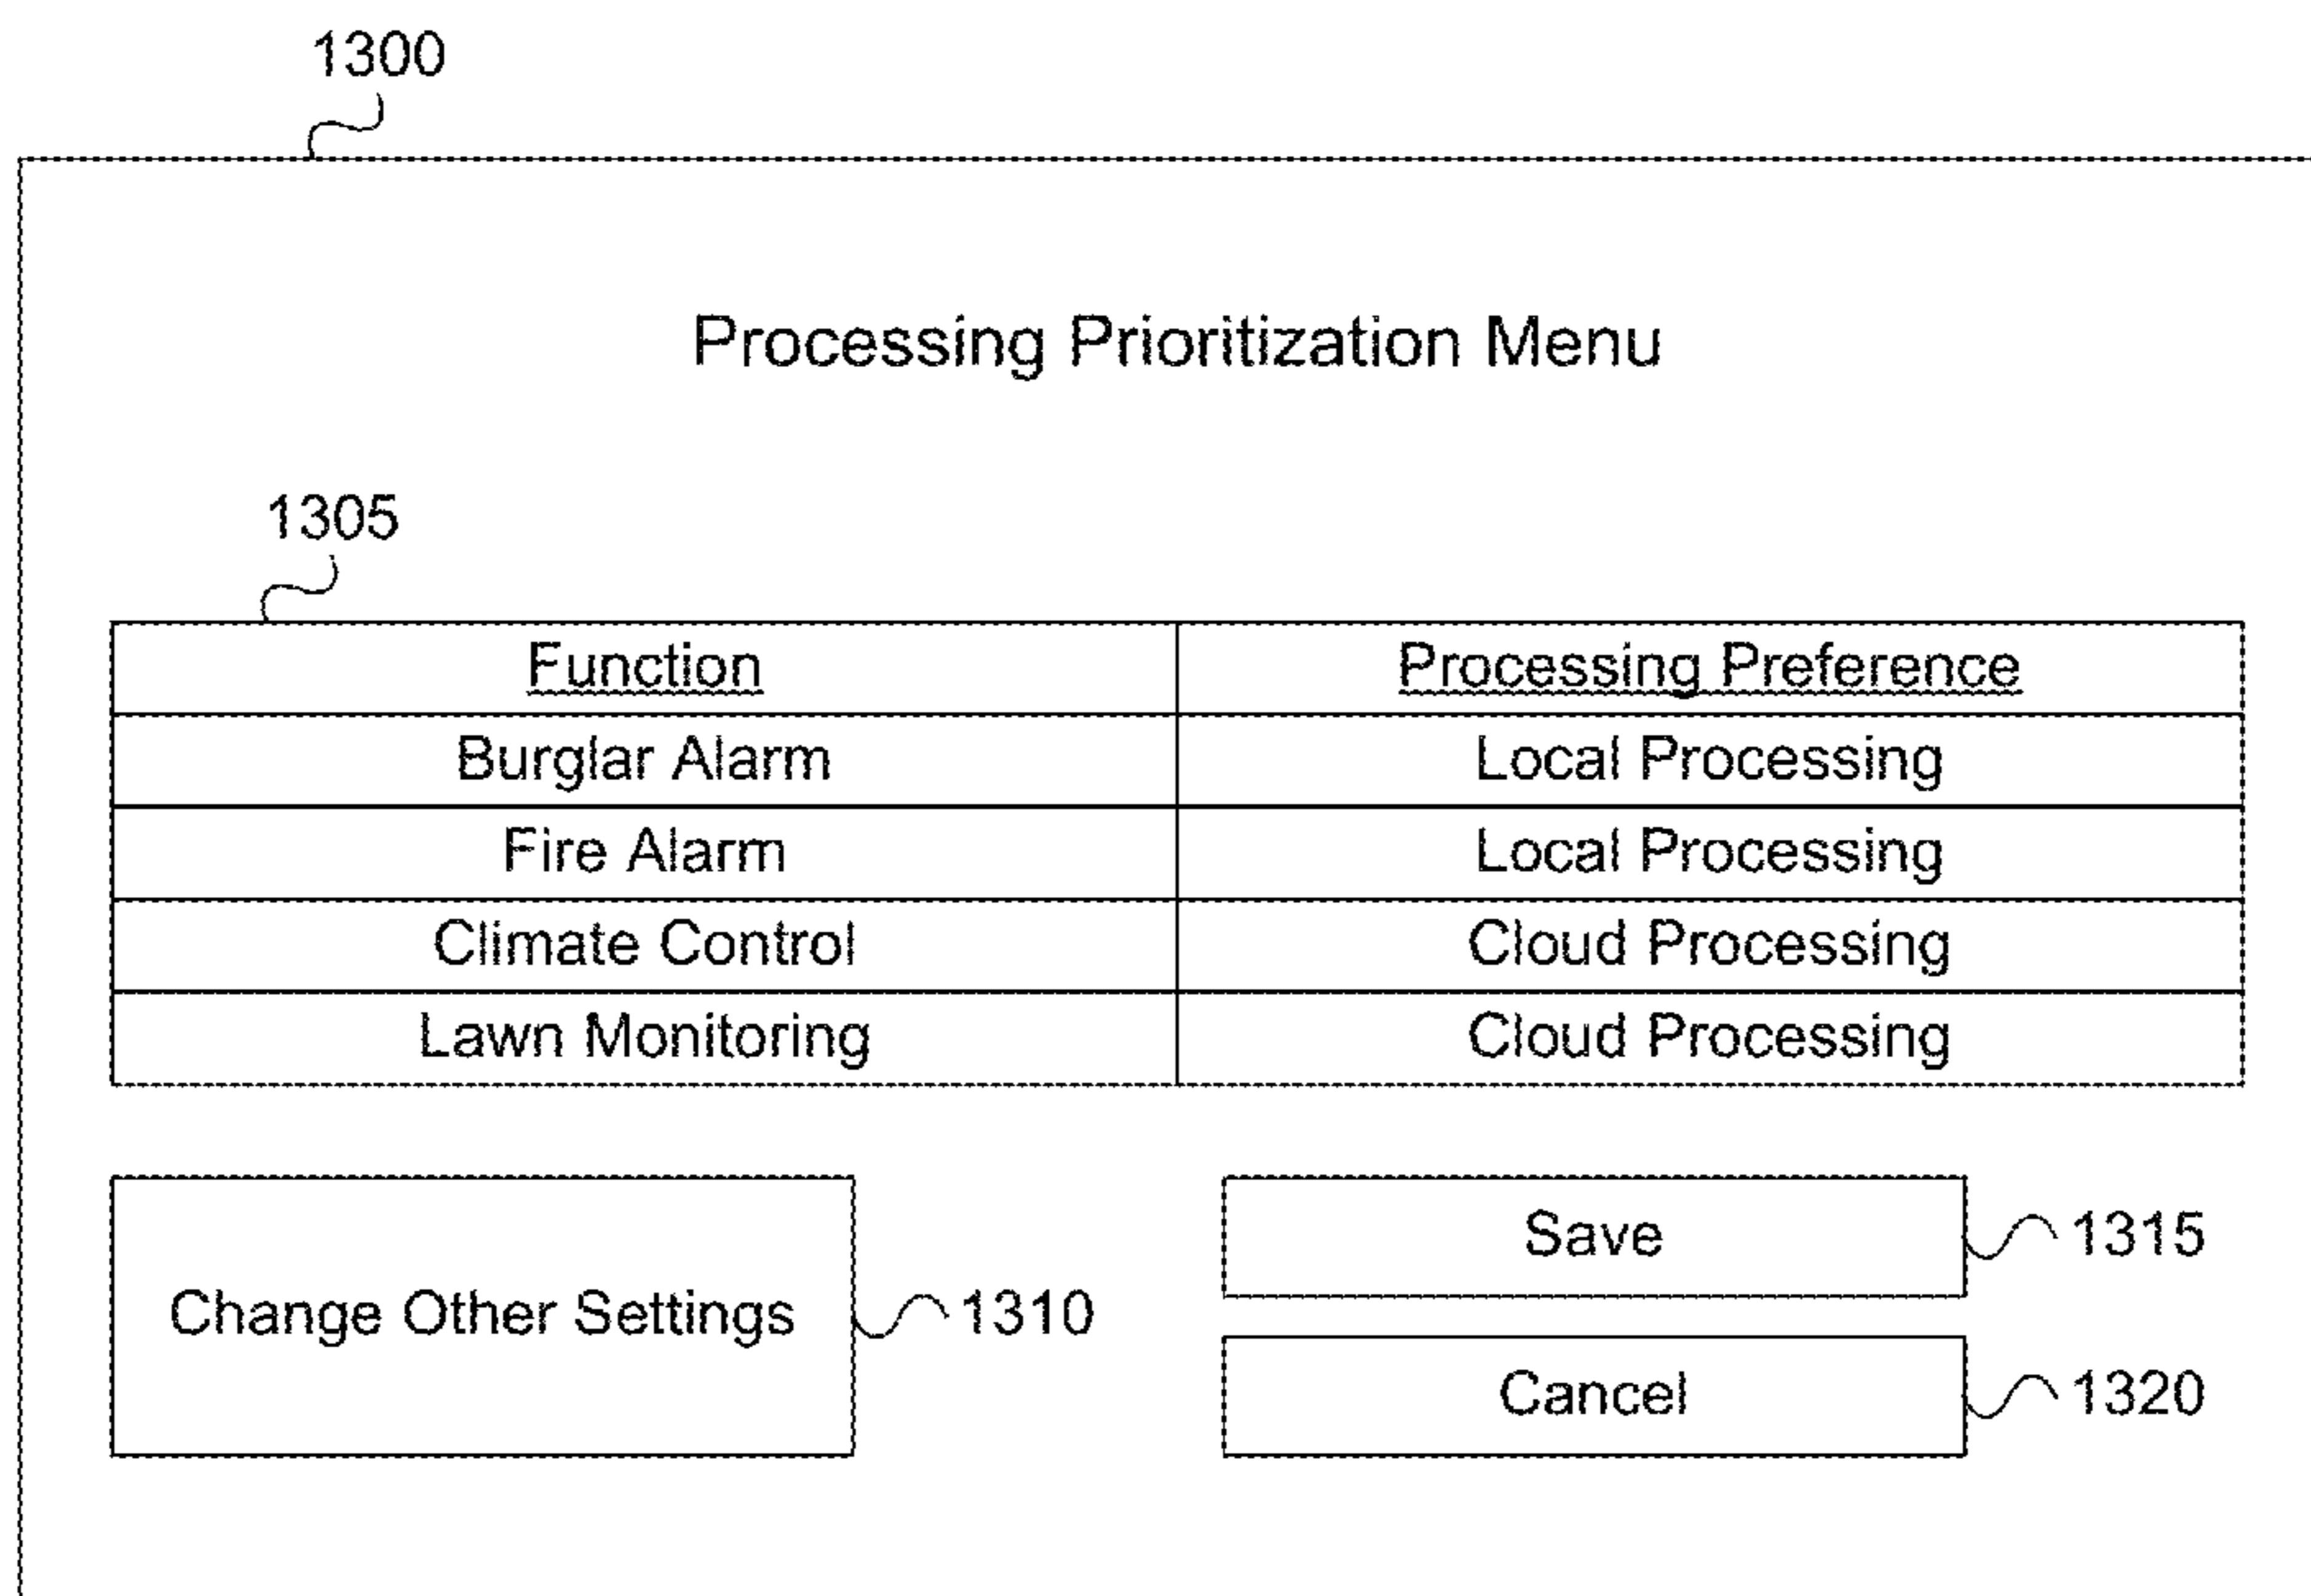 1300
Processing Prioritization Menu
1305
Function Processing Preference
Burglar Alarm Local Processing
Fire Alarm Local Processing
Climate Control Cloud Processing
Lawn Monitoring Cloud Processing
Change Other Settings 1310
Save 1315
Cancel 1320